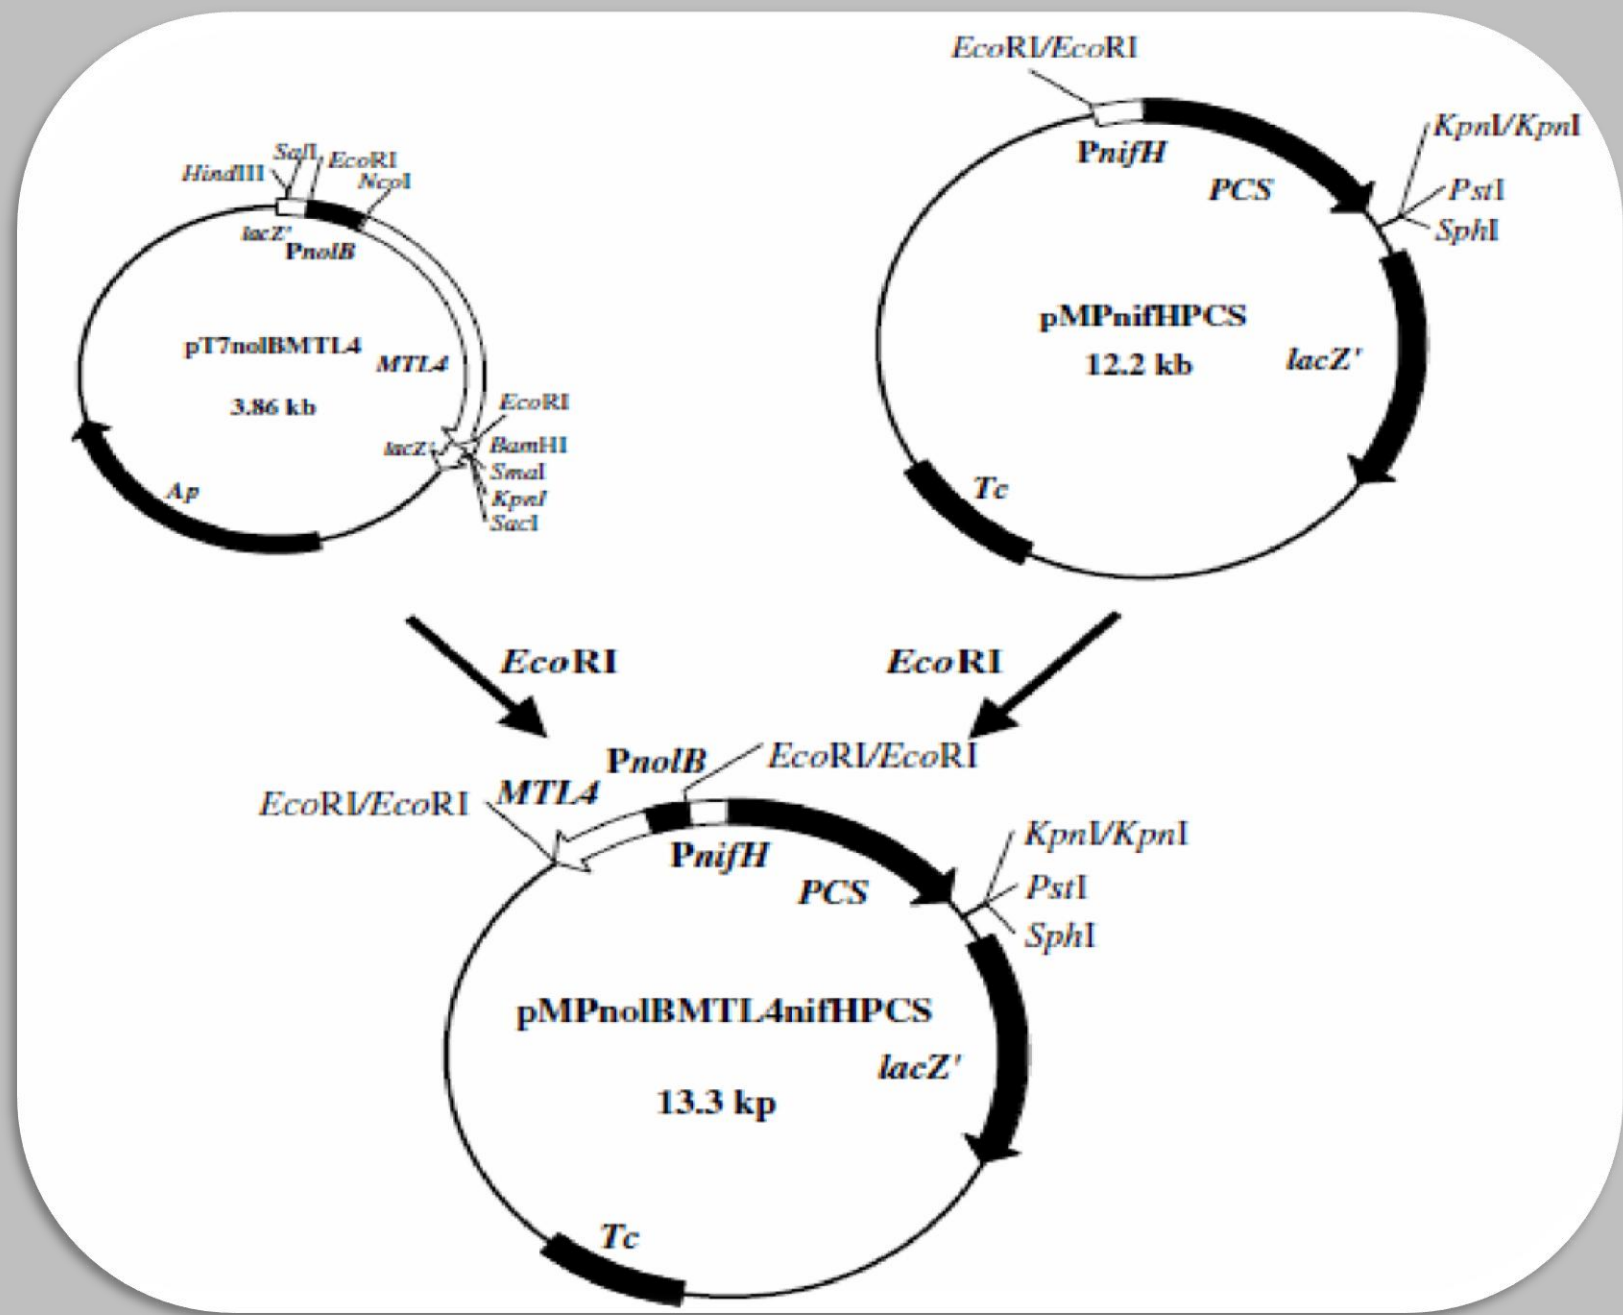 EcoRI/EcoRI
KpnI/KpnI
PnifH
PCS
PstI
SphI
pMPnifHPCS
12.2 kb
lacZ'
Tc
SalI
EcoRI
HindIII
NcoI
lacZ'
PnolB
pT7nolBMTL4
MTL4
3.86 kb
EcoRI
lacZ'
BamHI
SmaI
KpnI
SacI
Ap
EcoRI
EcoRI
PnolB
EcoRI/EcoRI
MTL4
EcoRI/EcoRI
KpnI/KpnI
PnifH
PCS
PstI
SphI
pMPnolBMTL4nifHPCS
lacZ'
13.3 kp
Tc